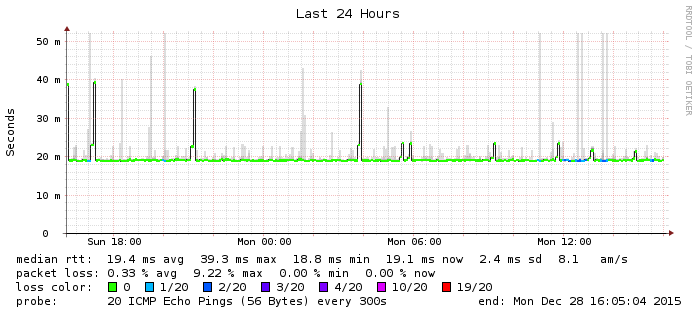 Last 24 Hours
RRDTOOL / TOBI OETIKER
Seconds
50 m
40 m
30 m
20 m
10 m
0
Sun 18:00 Mon 00:00 Mon 06:00 Mon 12:00
median rtt: 19.4 ms avg 39.3 ms max 18.8 ms min 19.1 ms now 2.4 ms sd 8.1 am/s
packet loss: 0.33 % avg 9.22 % max 0.00 % min 0.00 % now
loss color: 0 1/20 2/20 3/20 4/20 10/20 19/20
probe: 20 ICMP Echo Pings (56 Bytes) every 300s end: Mon Dec 28 16:05:04 2015